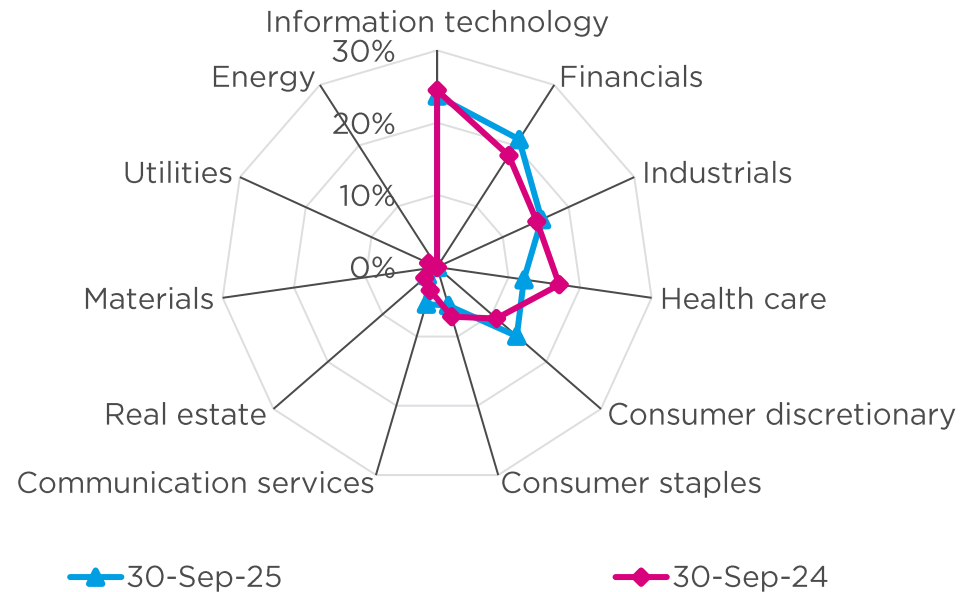 Information technology
30%
Energy
Financials
20%
Utilities
Industrials
10%
0%
Materials
Health care
Real estate
Consumer discretionary
Communication services
Consumer staples
30-Sep-25
30-Sep-24